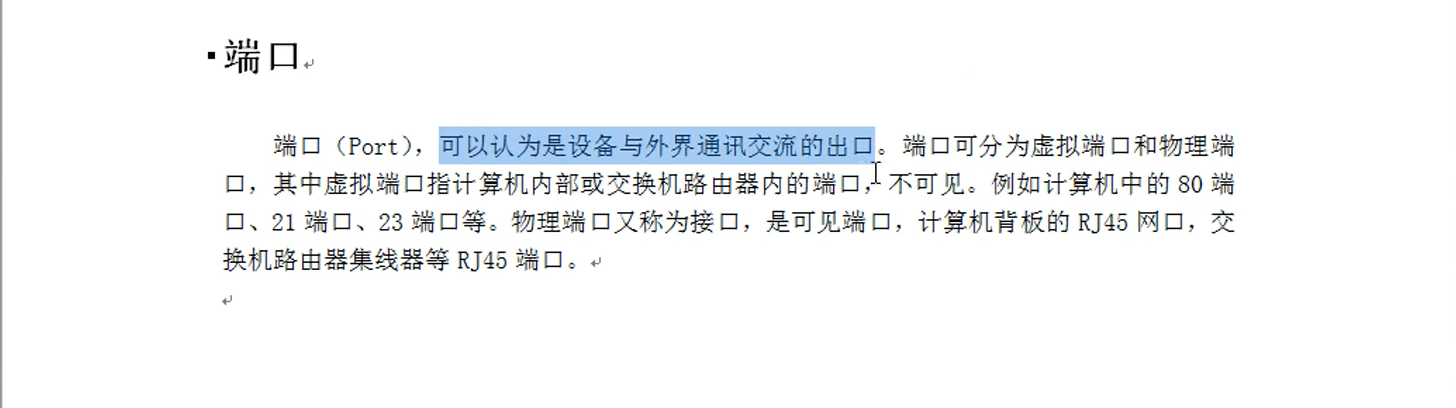 端口
端口（Port），可以认为是设备与外界通讯交流的出口。端口可分为虚拟端口和物理端
口，其中虚拟端口指计算机内部或交换机路由器内的端口，不可见。例如计算机中的 80 端
口、21 端口、23 端口等。物理端口又称为接口，是可见端口，计算机背板的 RJ45 网口，交
换机路由器集线器等 RJ45 端口。